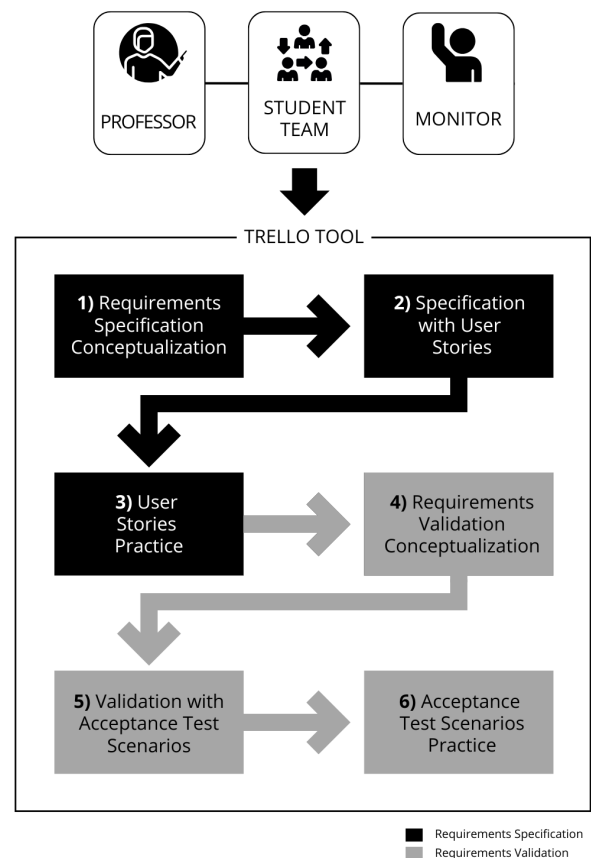 PROFESSOR
STUDENT
TEAM
MONITOR
TRELLO TOOL
1) Requirements
Specification
Conceptualization
2) Specification
with User
Stories
3) User
Stories
Practice
4) Requirements
Validation
Conceptualization
5) Validation with
Acceptance Test
Scenarios
6) Acceptance
Test Scenarios
Practice
Requirements Specification
Requirements Validation